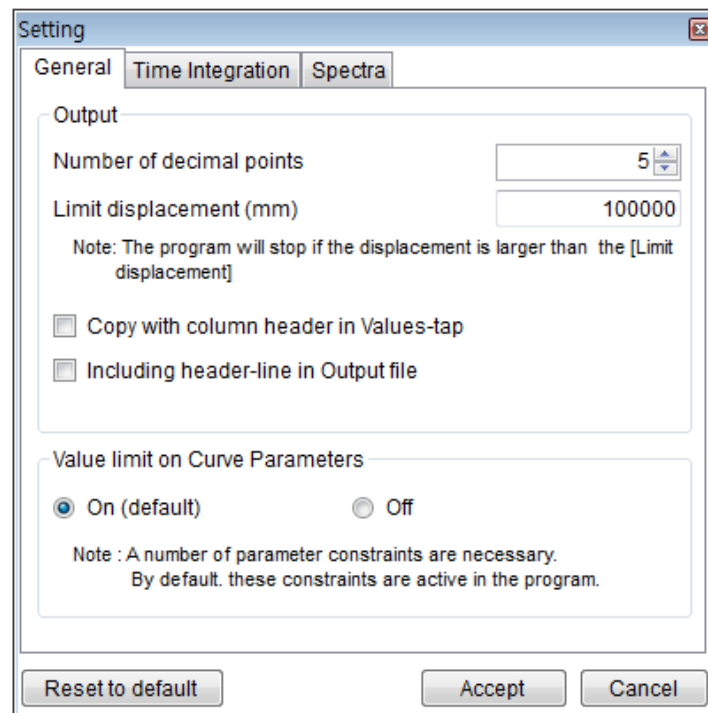 Setting
General Time Integration Spectra
Output
Number of decimal points 5
Limit displacement (mm) 100000
Note: The program will stop if the displacement is larger than the [Limit
displacement]
Copy with column header in Values-tap
Including header-line in Output file
Value limit on Curve Parameters
On (default) Off
Note : A number of parameter constraints are necessary.
By default. these constraints are active in the program.
Reset to default Accept Cancel